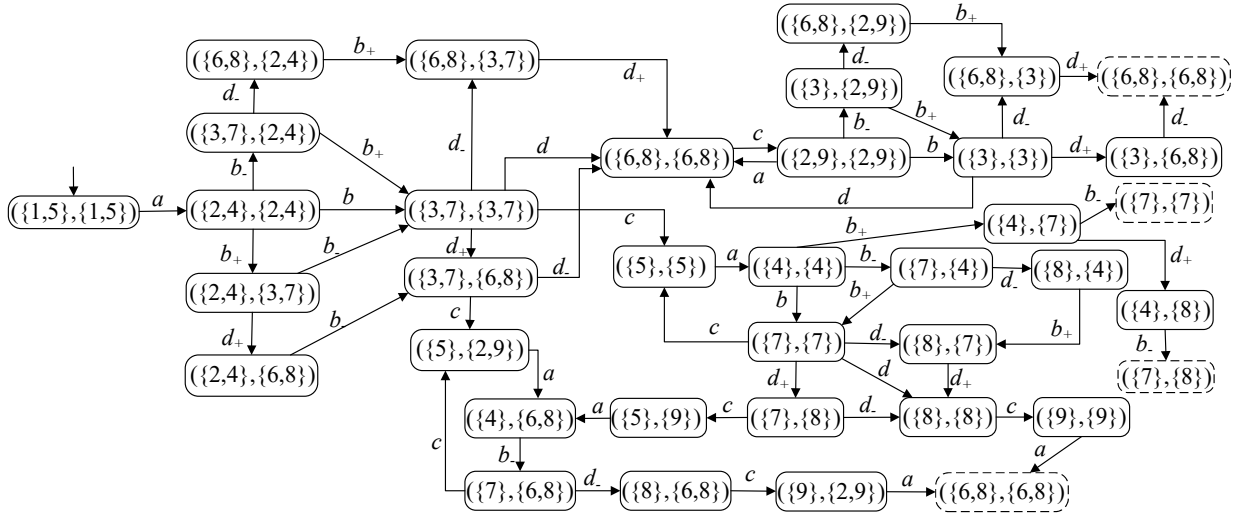 ({6,8},{2,9})
b+
d-
({6,8},{2,4})
b+
({6,8},{3,7})
({3},{2,9})
({6,8},{3})
d+
({6,8},{6,8})
d-
d+
b+
b-
d-
d-
({3,7},{2,4})
b+
d-
d
({6,8},{6,8})
c
a
({2,9},{2,9})
b
({3},{3})
d+
({3},{6,8})
b-
d
({1,5},{1,5})
a
({2,4},{2,4})
b
({3,7},{3,7})
c
({4},{7})
b-
({7},{7})
b+
b-
d+
b+
({2,4},{3,7})
({3,7},{6,8})
d-
({5},{5})
a
({4},{4})
b-
({7},{4})
d-
({8},{4})
d+
d+
b-
c
b
b+
b+
({4},{8})
({2,4},{6,8})
({5},{2,9})
c
({7},{7})
d-
({8},{7})
b-
({7},{8})
a
d+
d
d+
({4},{6,8})
a
({5},{9})
c
({7},{8})
d-
({8},{8})
c
({9},{9})
c
b-
a
({7},{6,8})
d-
({8},{6,8})
c
({9},{2,9})
a
({6,8},{6,8})